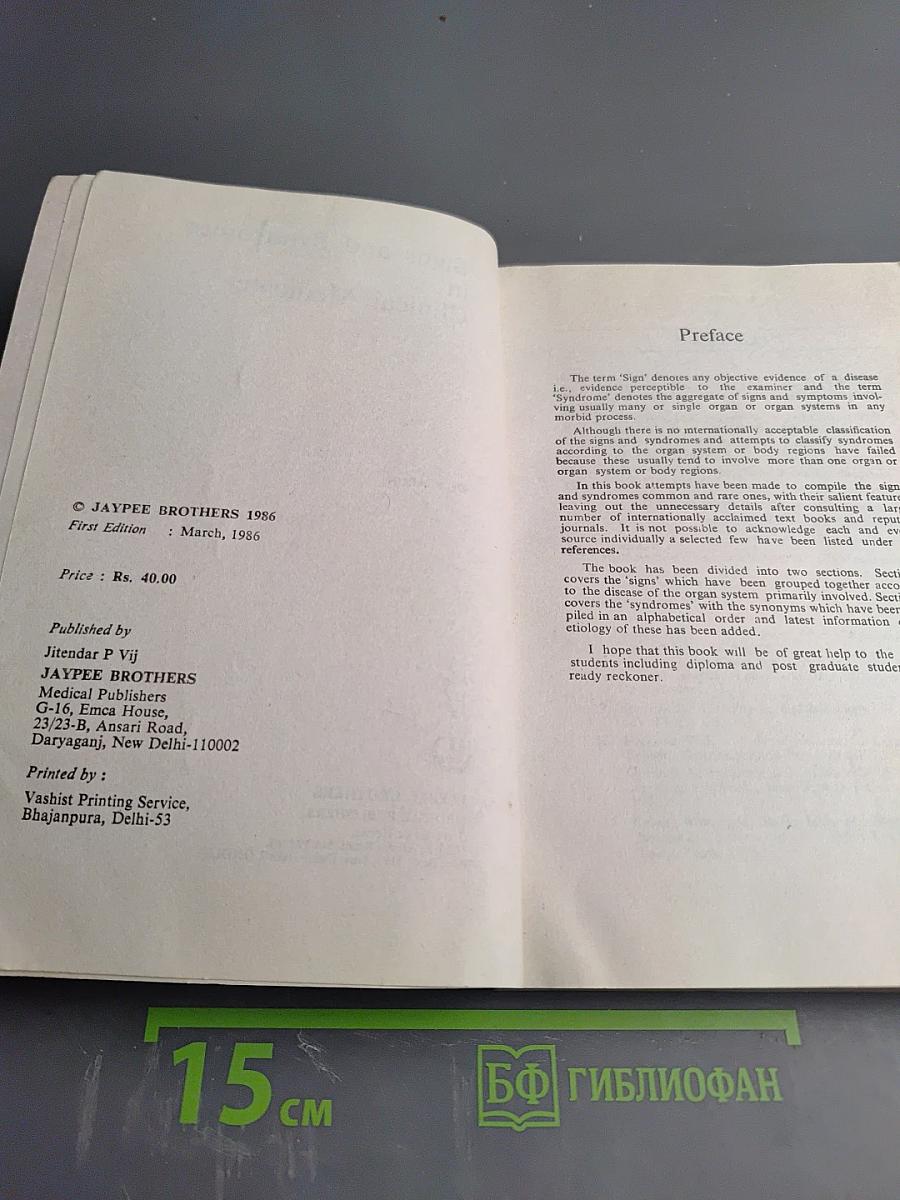 © JAYPEE BROTHERS 1986
First Edition : March, 1986
Price : Rs. 40.00
Published by
Jitendar P Vij
JAYPEE BROTHERS
Medical Publishers
G-16, Emca House,
23/23-B, Ansari Road,
Daryaganj, New Delhi-110002
Printed by :
Vashist Printing Service,
Bhajanpura, Delhi-53
Preface
The term 'Sign' denotes any objective evidence of a disease
i.e., evidence perceptible to the examiner and the term
'Syndrome' denotes the aggregate of signs and symptoms invol-
ving usually many or single organ or organ systems in any
morbid process.
Although there is no internationally acceptable classification
of the signs and syndromes and attempts to classify syndromes
according to the organ system or body regions have failed
because these usually tend to involve more than one organ or
organ system or body regions.
In this book attempts have been made to compile the sign
and syndromes common and rare ones, with their salient feature
leaving out the unnecessary details after consulting a lar
number of internationally acclaimed text books and reput
journals. It is not possible to acknowledge each and eve
source individually a selected few have been listed under
references.
The book has been divided into two sections. Secti
covers the 'signs' which have been grouped together acco
to the disease of the organ system primarily involved. Secti
covers the 'syndromes' with the synonyms which have been
piled in an alphabetical order and latest information
etiology of these has been added.
I hope that this book will be of great help to the
students including diploma and post graduate studen
ready reckoner.
15 см
БФ ГИБЛИОФАН